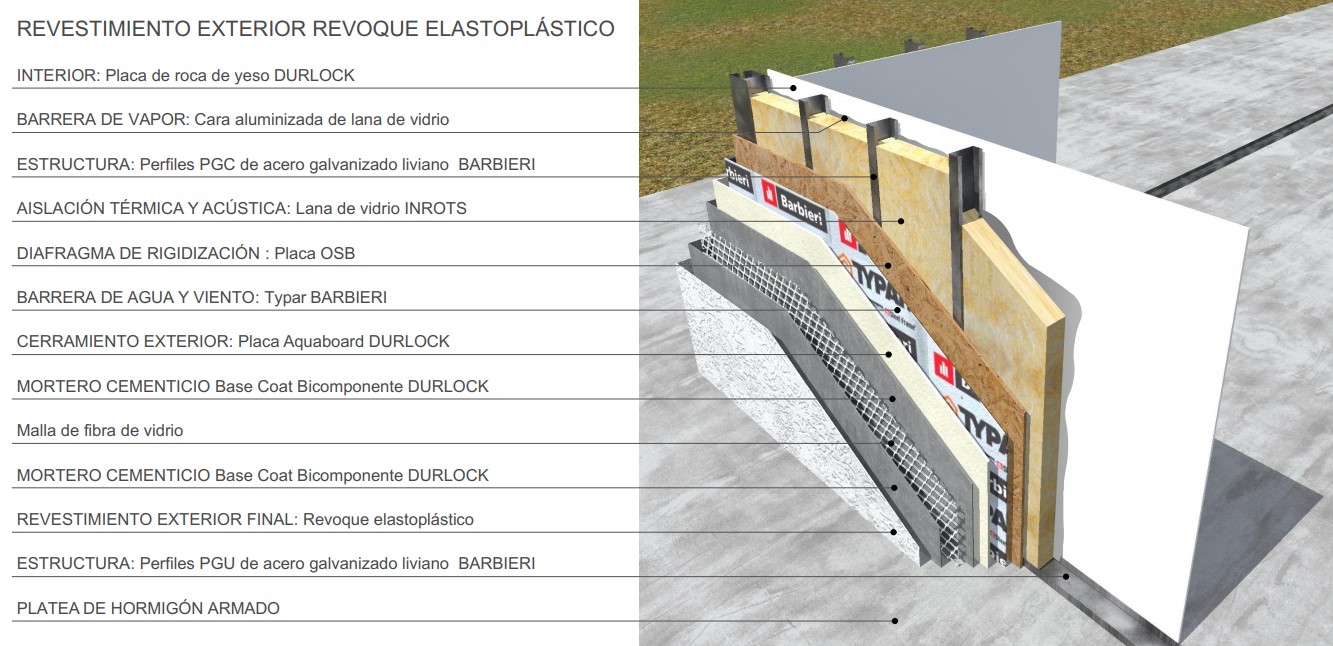 REVESTIMIENTO EXTERIOR REVOQUE ELASTOPLÁSTICO
INTERIOR: Placa de roca de yeso DURLOCK
BARRERA DE VAPOR: Cara aluminizada de lana de vidrio
ESTRUCTURA: Perfiles PGC de acero galvanizado liviano BARBIERI
AISLACIÓN TÉRMICA Y ACÚSTICA: Lana de vidrio INROTS
DIAFRAGMA DE RIGIDIZACIÓN : Placa OSB
BARRERA DE AGUA Y VIENTO: Typar BARBIERI
CERRAMIENTO EXTERIOR: Placa Aquaboard DURLOCK
MORTERO CEMENTICIO Base Coat Bicomponente DURLOCK
Malla de fibra de vidrio
MORTERO CEMENTICIO Base Coat Bicomponente DURLOCK
REVESTIMIENTO EXTERIOR FINAL: Revoque elastoplástico
ESTRUCTURA: Perfiles PGU de acero galvanizado liviano BARBIERI
PLATEA DE HORMIGÓN ARMADO
rbieri
Barbieri
TYPAR
TYPA